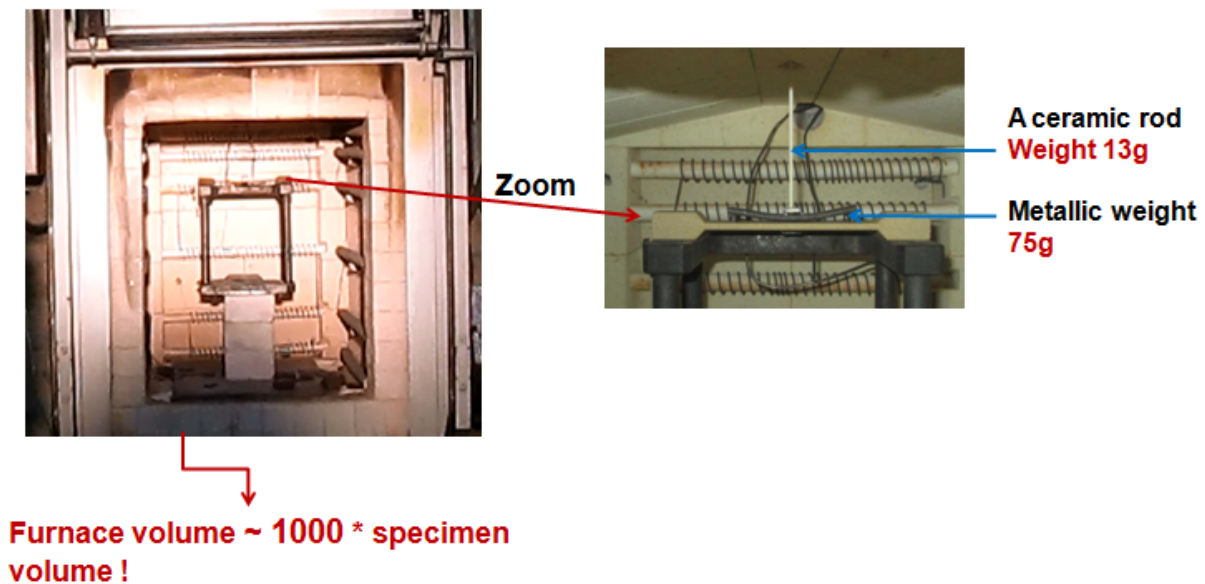 Zoom
A ceramic rod
Weight 13g
Metallic weight
75g
Furnace volume ~ 1000 * specimen
volume !